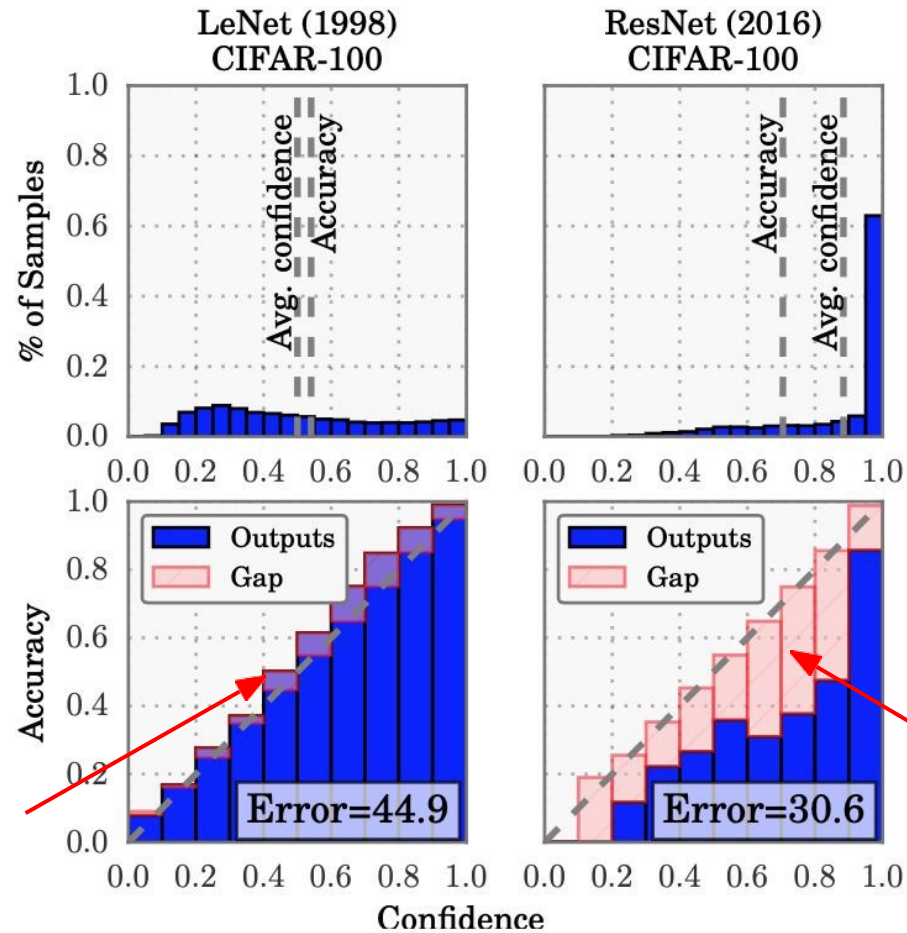 LeNet (1998)
CIFAR-100
ResNet (2016)
CIFAR-100
% of Samples
1.0
0.8
0.6
0.4
0.2
0.0
Avg. confidence
Accuracy
Accuracy
Avg. confidence
0.0 0.2 0.4 0.6 0.8 1.0
0.0 0.2 0.4 0.6 0.8 1.0
Accuracy
1.0
0.8
0.6
0.4
0.2
0.0
Outputs
Gap
Error=44.9
Outputs
Gap
Error=30.6
0.0 0.2 0.4 0.6 0.8 1.0
0.0 0.2 0.4 0.6 0.8 1.0
Confidence